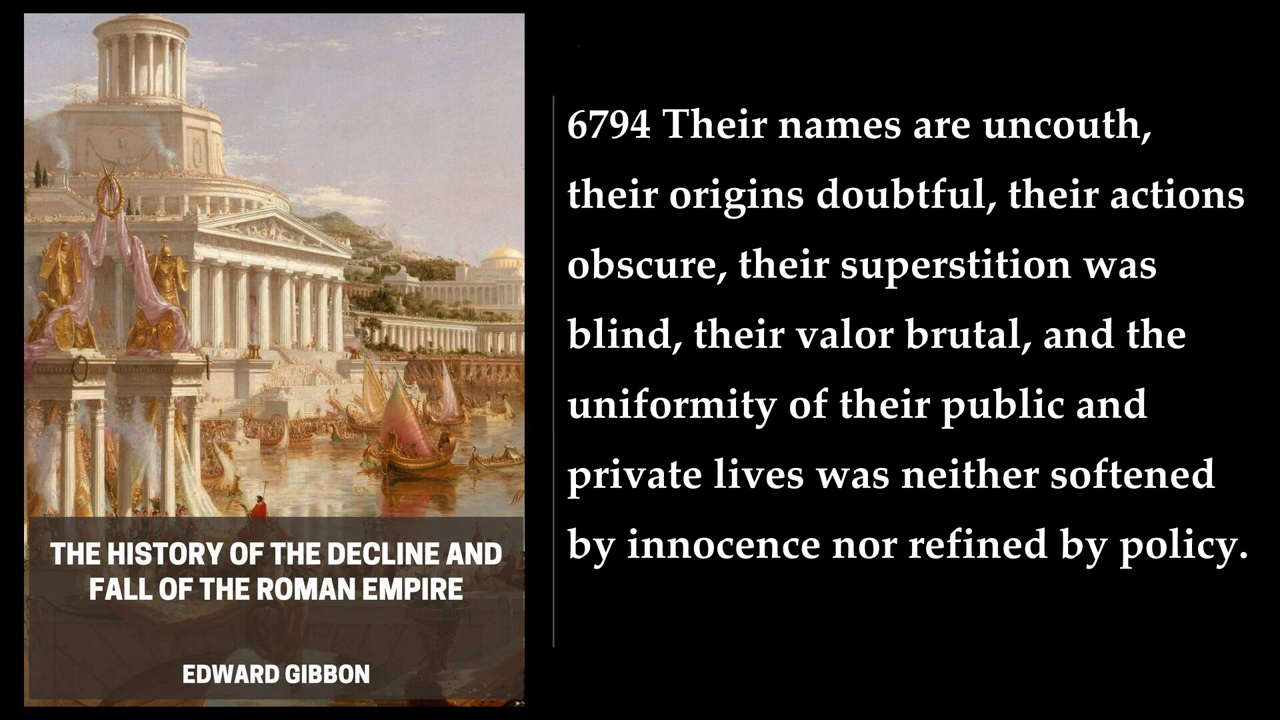 THE HISTORY OF THE DECLINE AND
FALL OF THE ROMAN EMPIRE
EDWARD GIBBON
6794 Their names are uncouth,
their origins doubtful, their actions
obscure, their superstition was
blind, their valor brutal, and the
uniformity of their public and
private lives was neither softened
by innocence nor refined by policy.